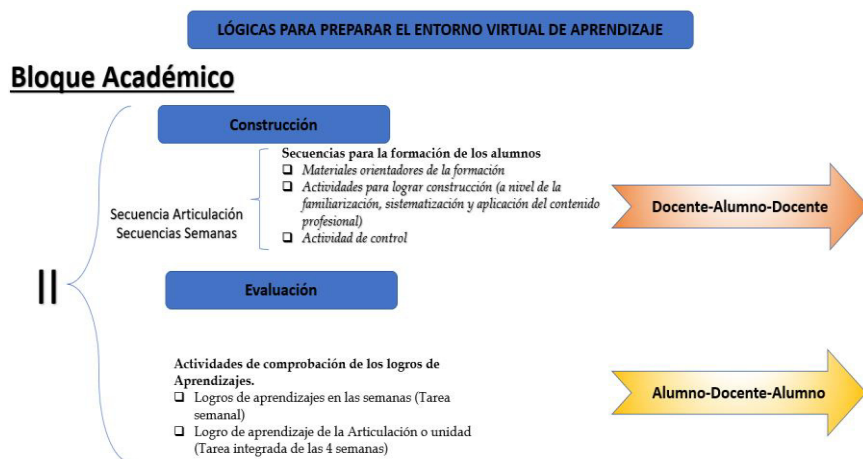 LÓGICAS PARA PREPARAR EL ENTORNO VIRTUAL DE APRENDIZAJE
Bloque Académico
II
Construcción
Secuencia Articulación
Secuencias Semanas
Secuencias para la formación de los alumnos
Materiales orientadores de la formación
Actividades para lograr construcción (a nivel de la
familiarización, sistematización y aplicación del contenido
profesional)
Actividad de control
Docente-Alumno-Docente
Evaluación
Actividades de comprobación de los logros de
Aprendizajes.
Logros de aprendizajes en las semanas (Tarea
semanal)
Logro de aprendizaje de la Articulación o unidad
(Tarea integrada de las 4 semanas)
Alumno-Docente-Alumno